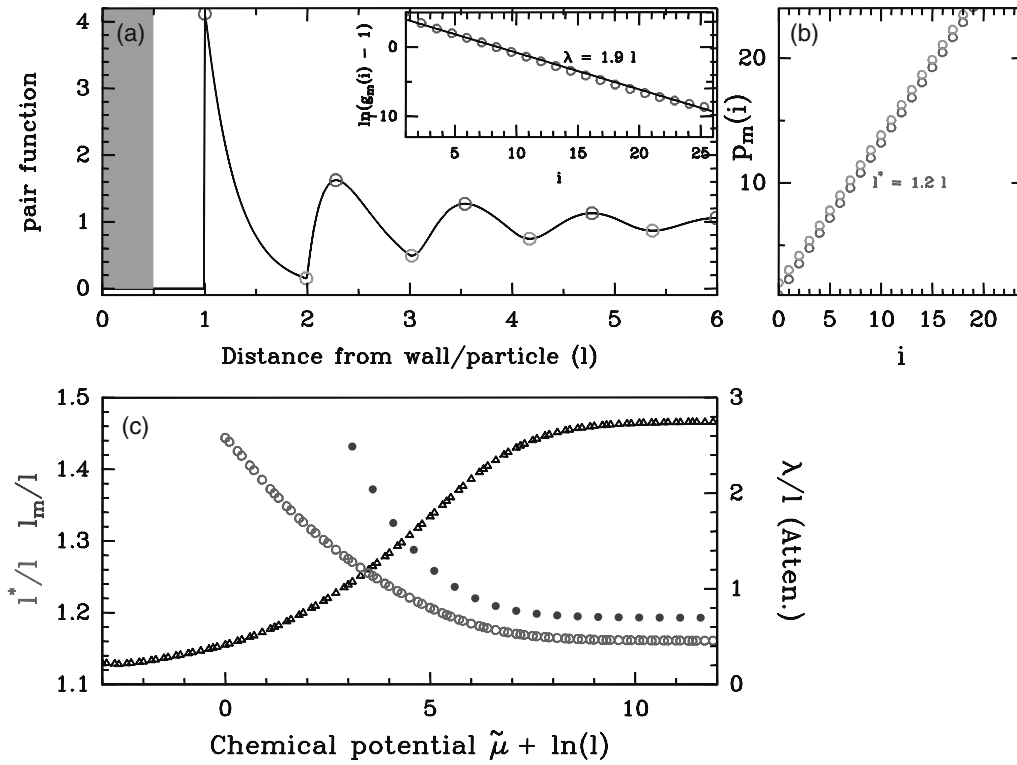 (a)
pair function
4
3
2
1
0
0 1 2 3 4 5 6
Distance from wall/particle (l)
ln(g_m(i) − 1)
0
−10
λ = 1.9 l
5 10 15 20 25
i
(b)
p_m(i)
20
10
l* = 1.2 l
0 5 10 15 20
i
(c)
l*/l l_m/l
1.5
1.4
1.3
1.2
1.1
0 5 10
Chemical potential μ̃ + ln(l)
3
2
1
0
λ/l (Atten.)